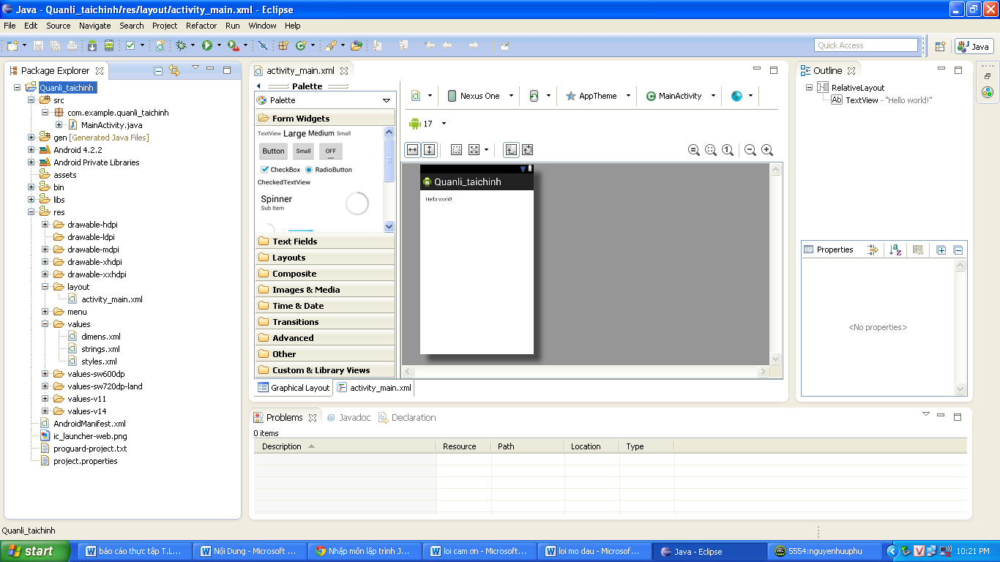 Java - Quanli_taichinh/res/layout/activity_main.xml - Eclipse
File Edit Source Navigate Search Project Refactor Run Window Help
Quick Access
Java
Package Explorer
Quanli_taichinh
src
com.example.quanli_taichinh
MainActivity.java
gen [Generated Java Files]
Android 4.2.2
Android Private Libraries
assets
bin
libs
res
drawable-hdpi
drawable-ldpi
drawable-mdpi
drawable-xhdpi
drawable-xxhdpi
layout
activity_main.xml
menu
values
dimens.xml
strings.xml
styles.xml
values-sw600dp
values-sw720dp-land
values-v11
values-v14
AndroidManifest.xml
ic_launcher-web.png
proguard-project.txt
project.properties
activity_main.xml
Palette
Palette
Form Widgets
TextView Large Medium Small
Button Small OFF
CheckBox RadioButton
CheckedTextView
Spinner
Sub Item
Text Fields
Layouts
Composite
Images & Media
Time & Date
Transitions
Advanced
Other
Custom & Library Views
Nexus One AppTheme MainActivity
17
Quanli_taichinh
Hello world!
Graphical Layout activity_main.xml
Outline
RelativeLayout
Ab TextView - "Hello world!"
Properties
<No properties>
Problems @ Javadoc Declaration
0 items
Description Resource Path Location Type
Quanli_taichinh
start
báo cáo thực tập T.L...
Nội Dung - Microsoft ...
Nhập môn lập trình J...
loi cam ơn - Microsoft...
loi mo dau - Microsoft...
Java - Eclipse
5554:nguyenhuuphu
10:21 PM